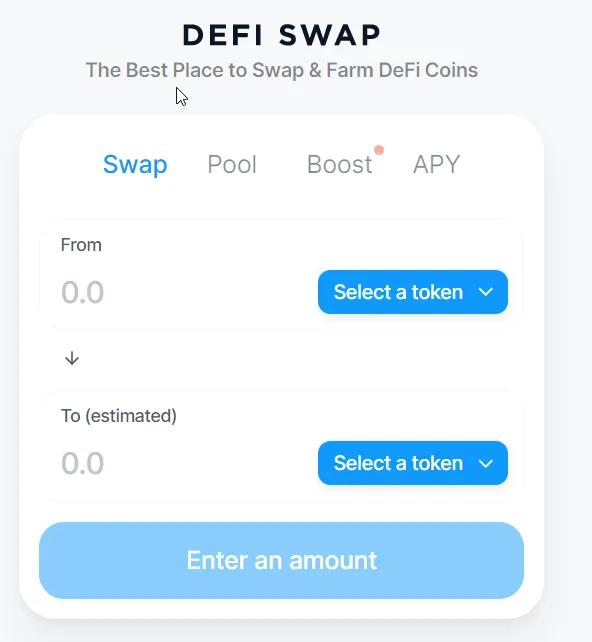 DEFI SWAP
The Best Place to Swap & Farm DeFi Coins
Swap Pool Boost APY
From
0.0 Select a token
To (estimated)
0.0 Select a token
Enter an amount